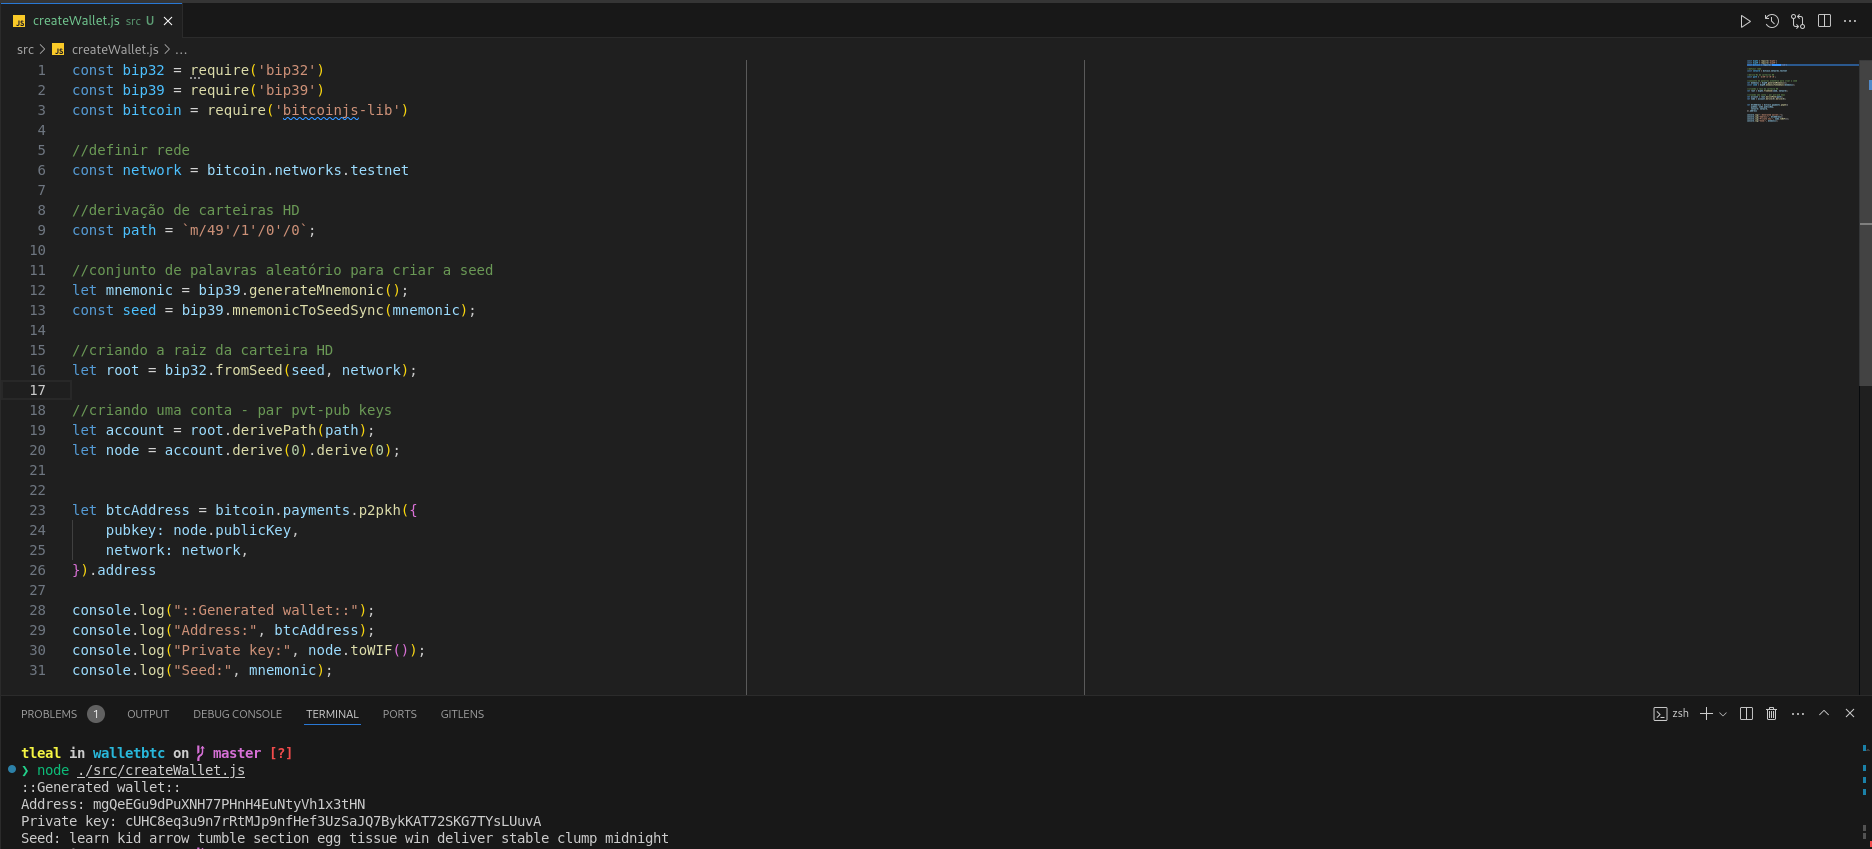 createWallet.js src U
src > createWallet.js > ...
1 const bip32 = require('bip32')
2 const bip39 = require('bip39')
3 const bitcoin = require('bitcoinjs-lib')
4
5 //definir rede
6 const network = bitcoin.networks.testnet
7
8 //derivação de carteiras HD
9 const path = `m/49'/1'/0'/0`;
10
11 //conjunto de palavras aleatório para criar a seed
12 let mnemonic = bip39.generateMnemonic();
13 const seed = bip39.mnemonicToSeedSync(mnemonic);
14
15 //criando a raiz da carteira HD
16 let root = bip32.fromSeed(seed, network);
17
18 //criando uma conta - par pvt-pub keys
19 let account = root.derivePath(path);
20 let node = account.derive(0).derive(0);
21
22
23 let btcAddress = bitcoin.payments.p2pkh({
24     pubkey: node.publicKey,
25     network: network,
26 }).address
27
28 console.log("::Generated wallet::");
29 console.log("Address:", btcAddress);
30 console.log("Private key:", node.toWIF());
31 console.log("Seed:", mnemonic);
PROBLEMS 1 OUTPUT DEBUG CONSOLE TERMINAL PORTS GITLENS zsh
tleal in walletbtc on master [?]
❯ node ./src/createWallet.js
::Generated wallet::
Address: mgQeEGu9dPuXNH77PHnH4EuNtyVh1x3tHN
Private key: cUHC8eq3u9n7rRtMJp9nfHef3UzSaJQ7BykKAT72SKG7TYsLUuvA
Seed: learn kid arrow tumble section egg tissue win deliver stable clump midnight